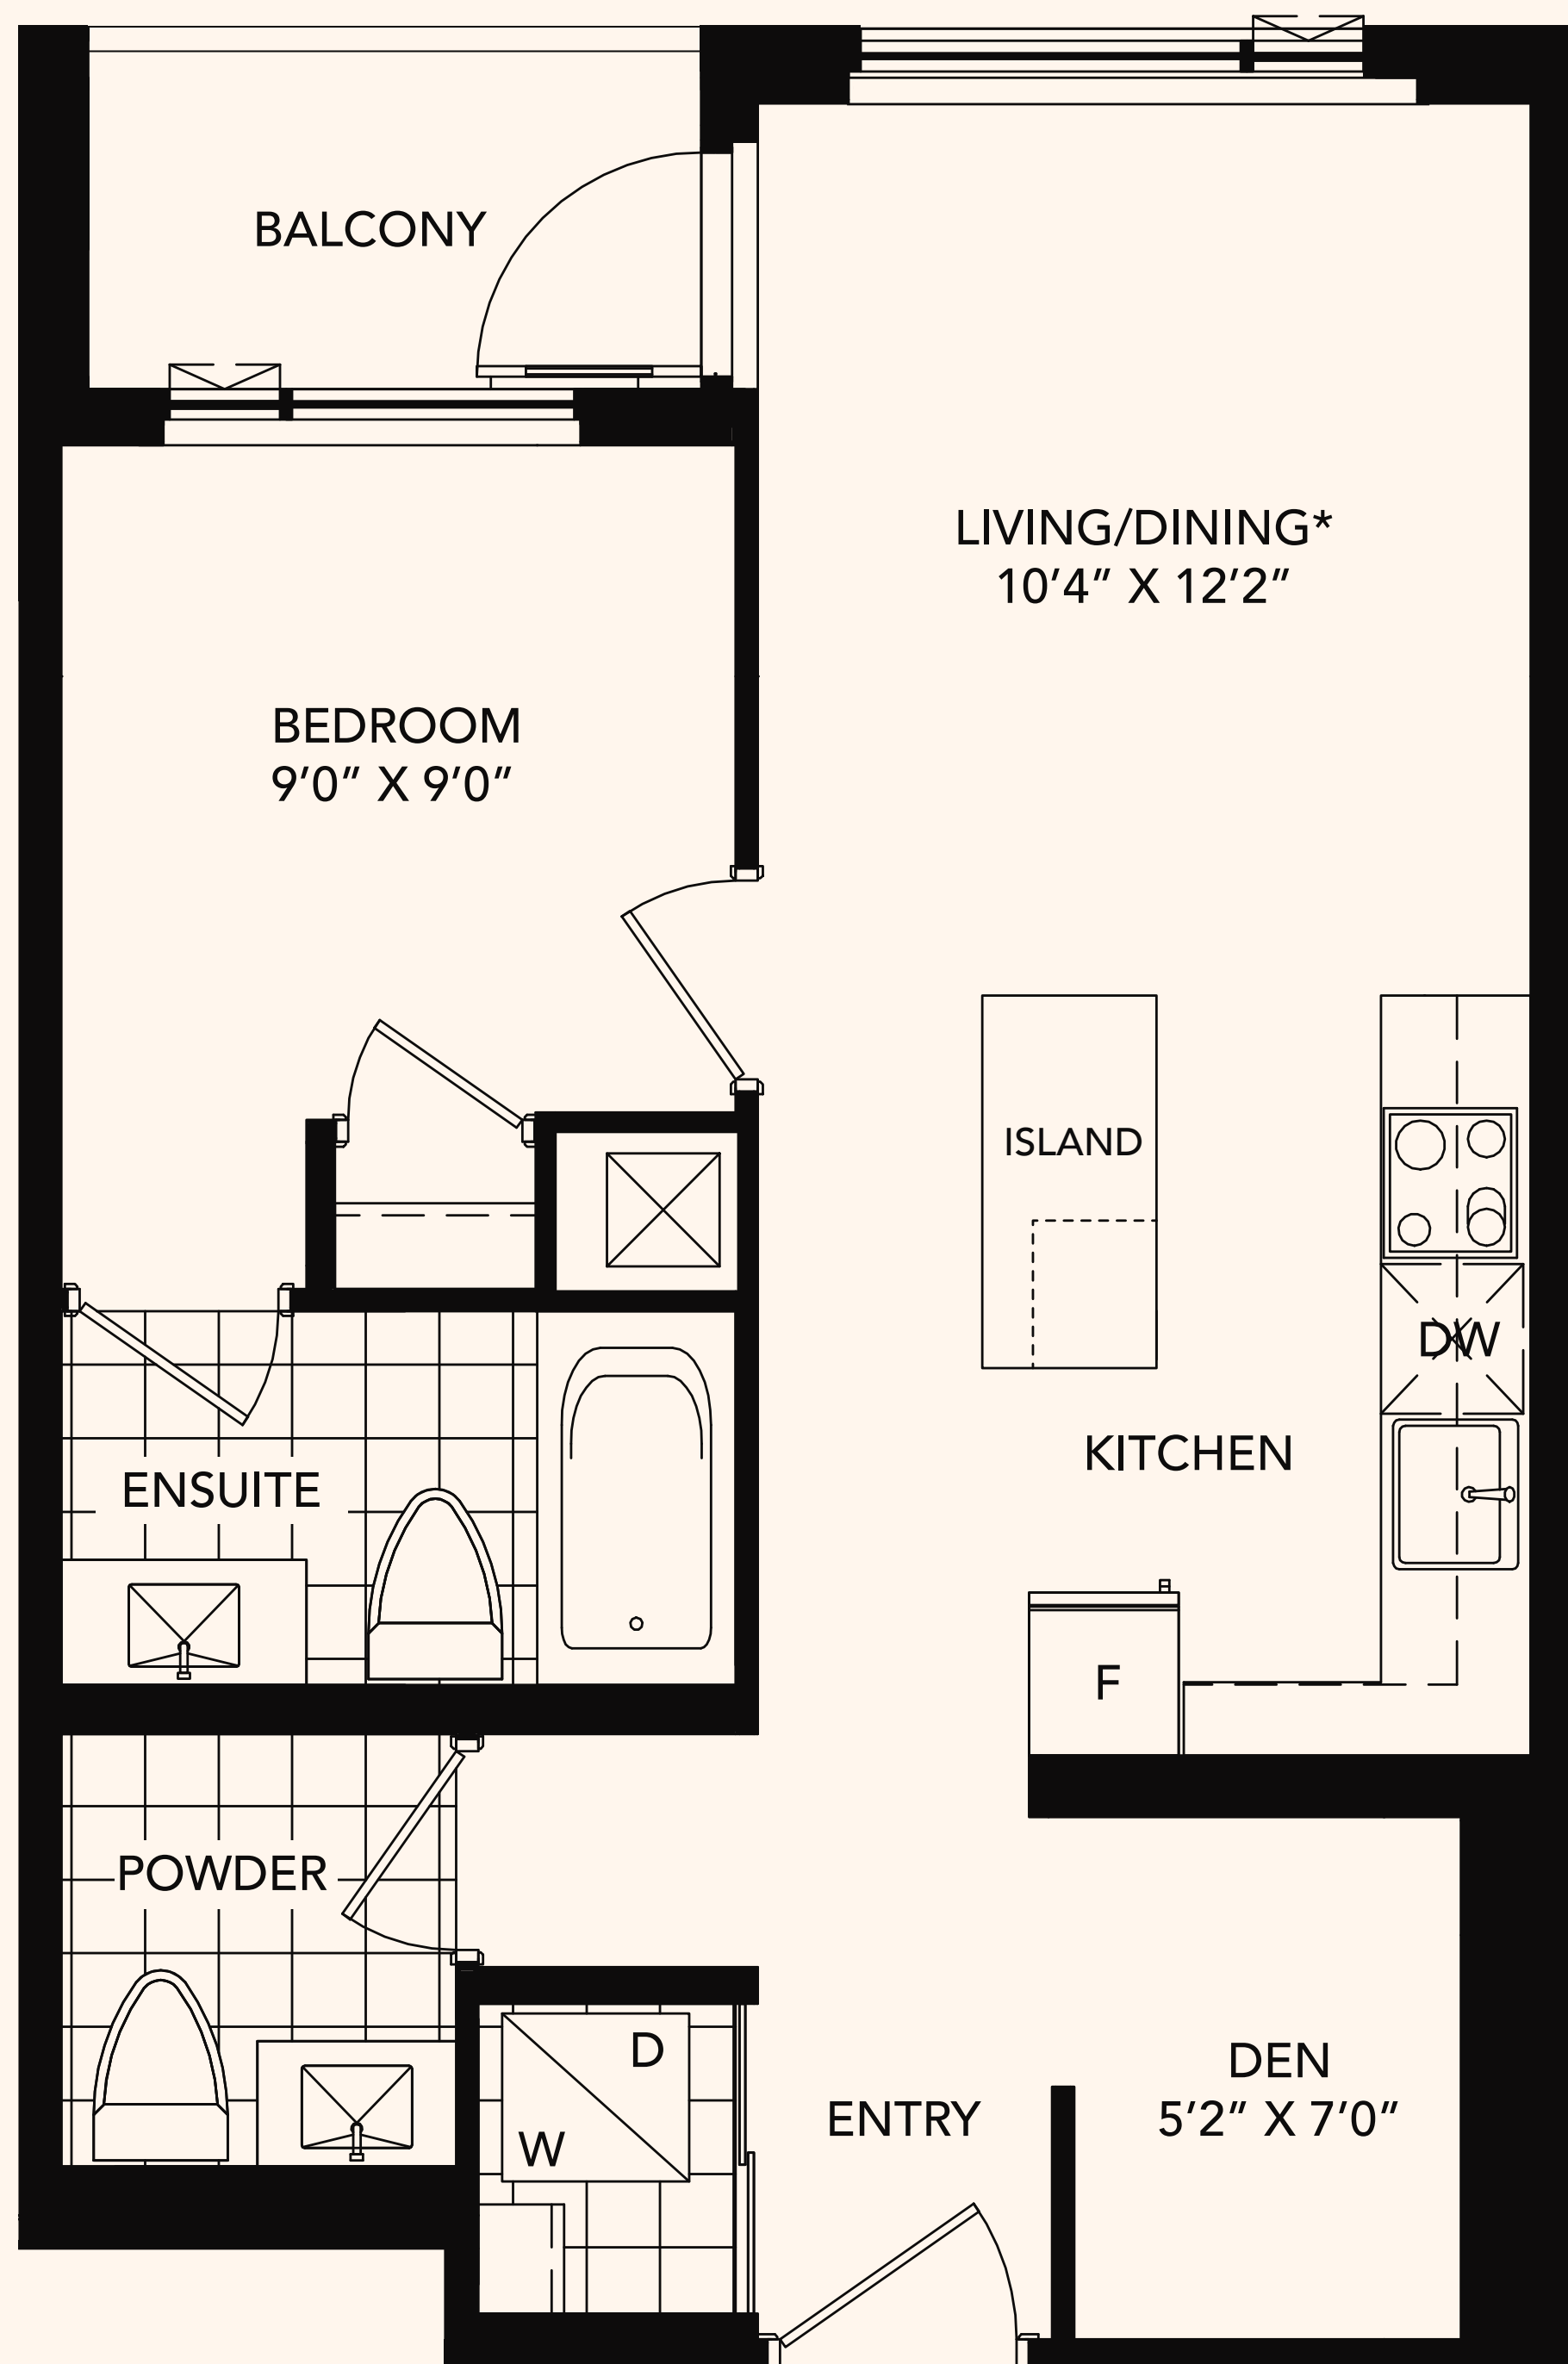 BALCONY
LIVING/DINING*
10’4” X 12’2”
BEDROOM
9’0” X 9’0”
ISLAND
DW
KITCHEN
ENSUITE
F
POWDER
D
W
ENTRY
DEN
5’2” X 7’0”